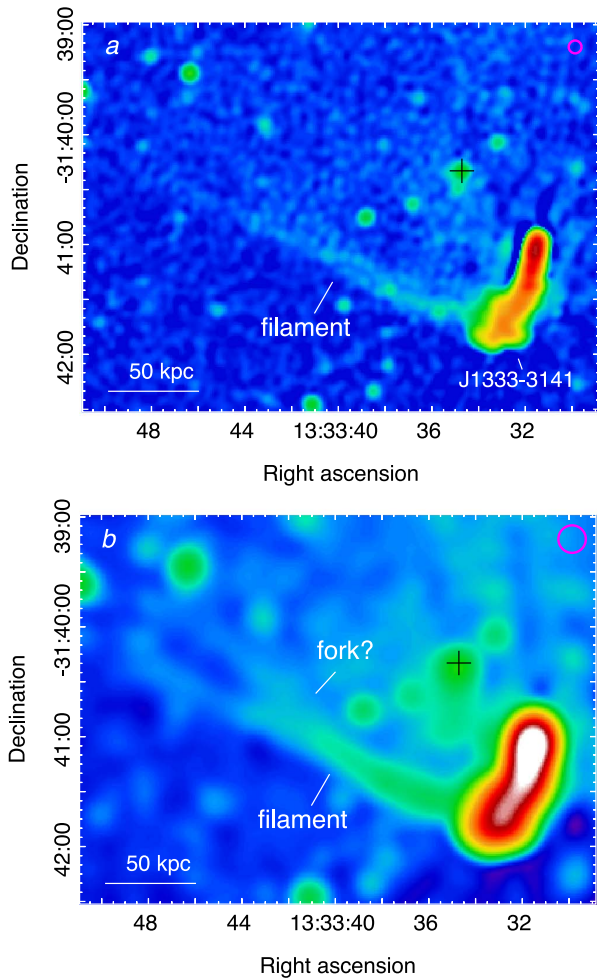 a
39:00
-31:40:00
41:00
42:00
Declination
filament
J1333-3141
50 kpc
48 44 13:33:40 36 32
Right ascension
b
39:00
-31:40:00
41:00
42:00
Declination
fork?
filament
50 kpc
48 44 13:33:40 36 32
Right ascension